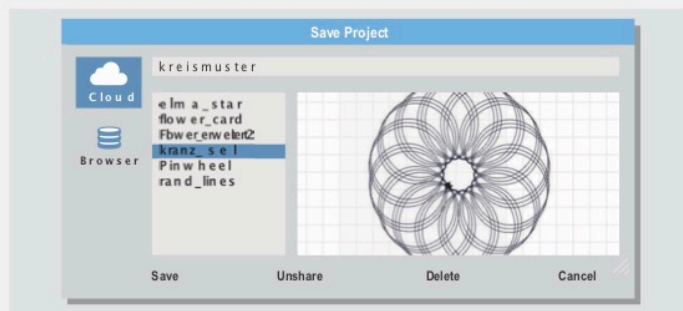 Save Project
kreismuster
Cloud
Browser
elma_star
flower_card
kranz_sel
Pinwheel
rand_lines
Save Unshare Delete Cancel